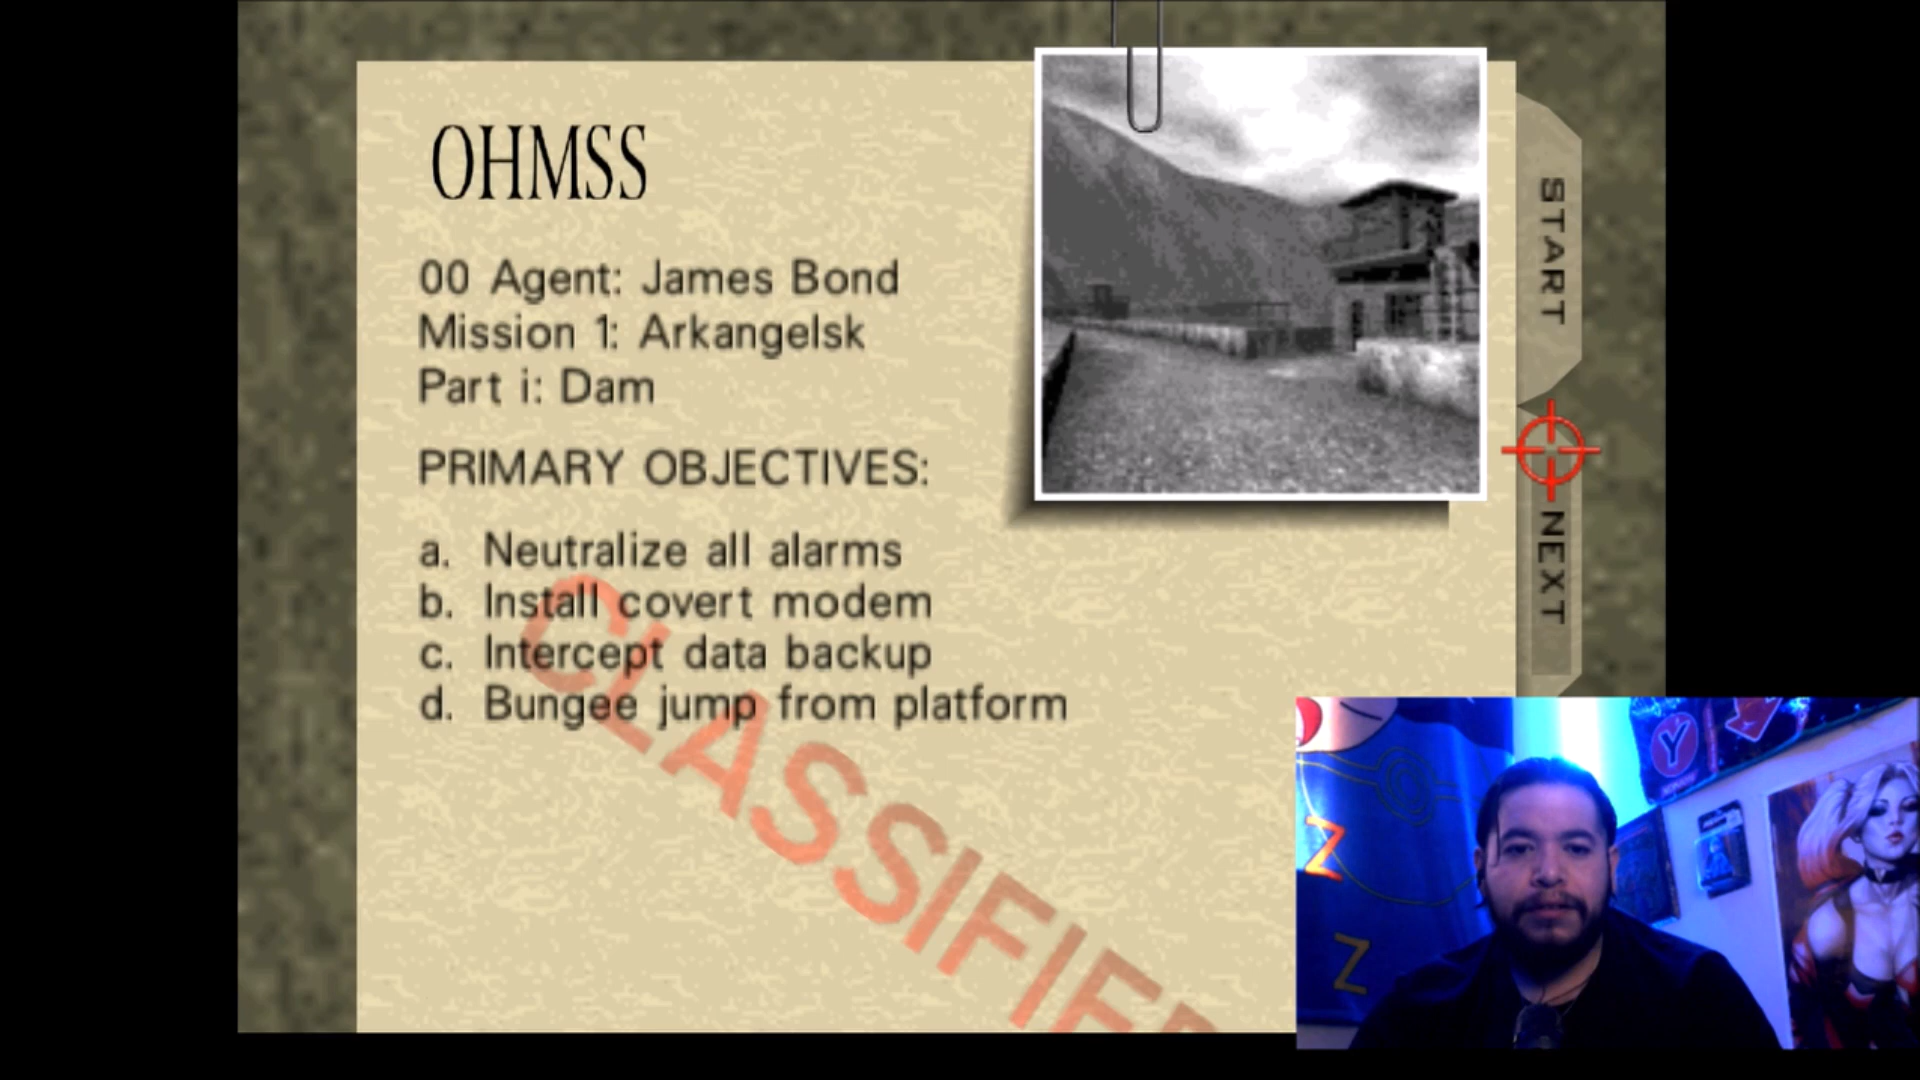 OHMSS
00 Agent: James Bond
Mission 1: Arkangelsk
Part i: Dam
PRIMARY OBJECTIVES:
a. Neutralize all alarms
b. Install covert modem
c. Intercept data backup
d. Bungee jump from platform
CLASSIFIED
START
NEXT
Y
Z
Z